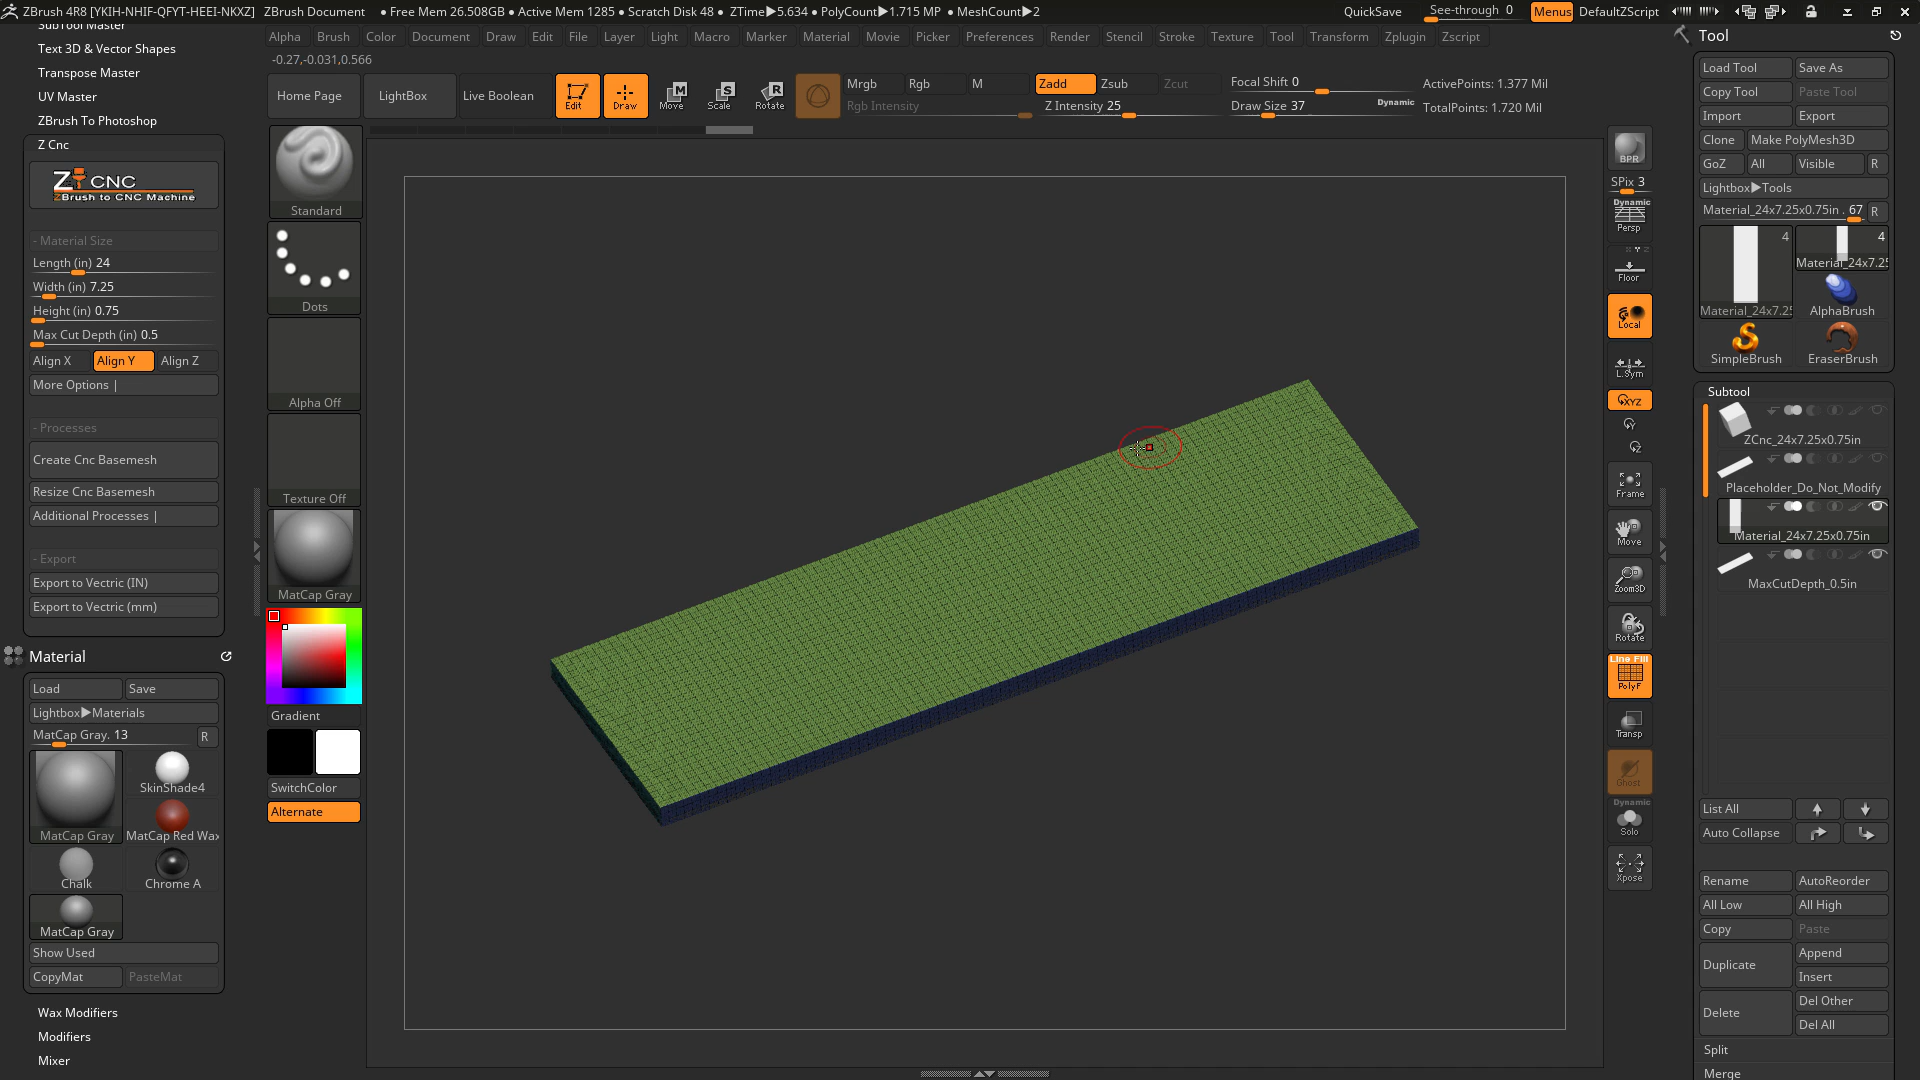 ZBrush 4R8 [YKIH-NHIF-QFYT-HEEI-NKXZ] ZBrush Document • Free Mem 26.508GB • Active Mem 1285 • Scratch Disk 48 • ZTime▶5.634 • PolyCount▶1.715 MP • MeshCount▶2
QuickSave See-through 0 Menus DefaultZScript
Alpha Brush Color Document Draw Edit File Layer Light Macro Marker Material Movie Picker Preferences Render Stencil Stroke Texture Tool Transform Zplugin Zscript
-0.27,-0.031,0.566
Home Page LightBox Live Boolean Edit Draw Move Scale Rotate
Mrgb Rgb M Zadd Zsub Zcut Focal Shift 0 ActivePoints: 1.377 Mil
Rgb Intensity Z Intensity 25 Draw Size 37 Dynamic TotalPoints: 1.720 Mil
SubTool Master
Text 3D & Vector Shapes
Transpose Master
UV Master
ZBrush To Photoshop
Z Cnc
Z CNC
ZBrush to CNC Machine
- Material Size
Length (in) 24
Width (in) 7.25
Height (in) 0.75
Max Cut Depth (in) 0.5
Align X Align Y Align Z
More Options |
- Processes
Create Cnc Basemesh
Resize Cnc Basemesh
Additional Processes |
- Export
Export to Vectric (IN)
Export to Vectric (mm)
Material
Load Save
Lightbox▶Materials
MatCap Gray. 13 R
SkinShade4
MatCap Gray MatCap Red Wax
Chalk Chrome A
MatCap Gray
Show Used
CopyMat PasteMat
Wax Modifiers
Modifiers
Mixer
Standard
Dots
Alpha Off
Texture Off
MatCap Gray
Gradient
SwitchColor
Alternate
BPR
SPix 3
Dynamic
Persp
Floor
Local
L.Sym
XYZ
Frame
Move
Zoom3D
Rotate
Line Fill
PolyF
Transp
Ghost
Dynamic
Solo
Xpose
Tool
Load Tool Save As
Copy Tool Paste Tool
Import Export
Clone Make PolyMesh3D
GoZ All Visible R
Lightbox▶Tools
Material_24x7.25x0.75in . 67 R
4 4
Material_24x7.25
Material_24x7.25 AlphaBrush
SimpleBrush EraserBrush
Subtool
ZCnc_24x7.25x0.75in
Placeholder_Do_Not_Modify
Material_24x7.25x0.75in
MaxCutDepth_0.5in
List All
Auto Collapse
Rename AutoReorder
All Low All High
Copy Paste
Duplicate Append
Insert
Delete Del Other
Del All
Split
Merge